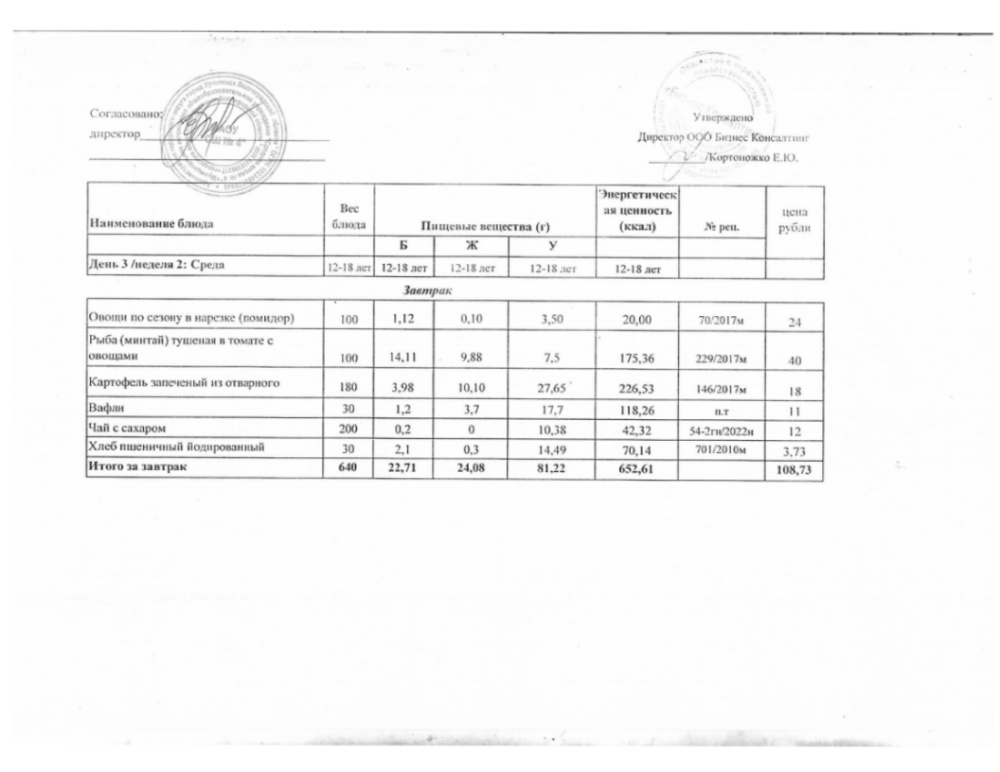 Согласовано:
директор
Утверждено
Директор ООО Бизнес Консалтинг
/Кортоножко Е.Ю.
Наименование блюда Вес блюда Пищевые вещества (г) Энергетическ ая ценность (ккал) № рец. цена рубли
Б Ж У
День 3 /неделя 2: Среда 12-18 лет 12-18 лет 12-18 лет 12-18 лет 12-18 лет
Завтрак
Овощи по сезону в нарезке (помидор) 100 1,12 0,10 3,50 20,00 70/2017м 24
Рыба (минтай) тушеная в томате с
овощами 100 14,11 9,88 7,5 175,36 229/2017м 40
Картофель запеченый из отварного 180 3,98 10,10 27,65 226,53 146/2017м 18
Вафли 30 1,2 3,7 17,7 118,26 п.т 11
Чай с сахаром 200 0,2 0 10,38 42,32 54-2гн/2022н 12
Хлеб пшеничный йодированный 30 2,1 0,3 14,49 70,14 701/2010м 3,73
Итого за завтрак 640 22,71 24,08 81,22 652,61 108,73